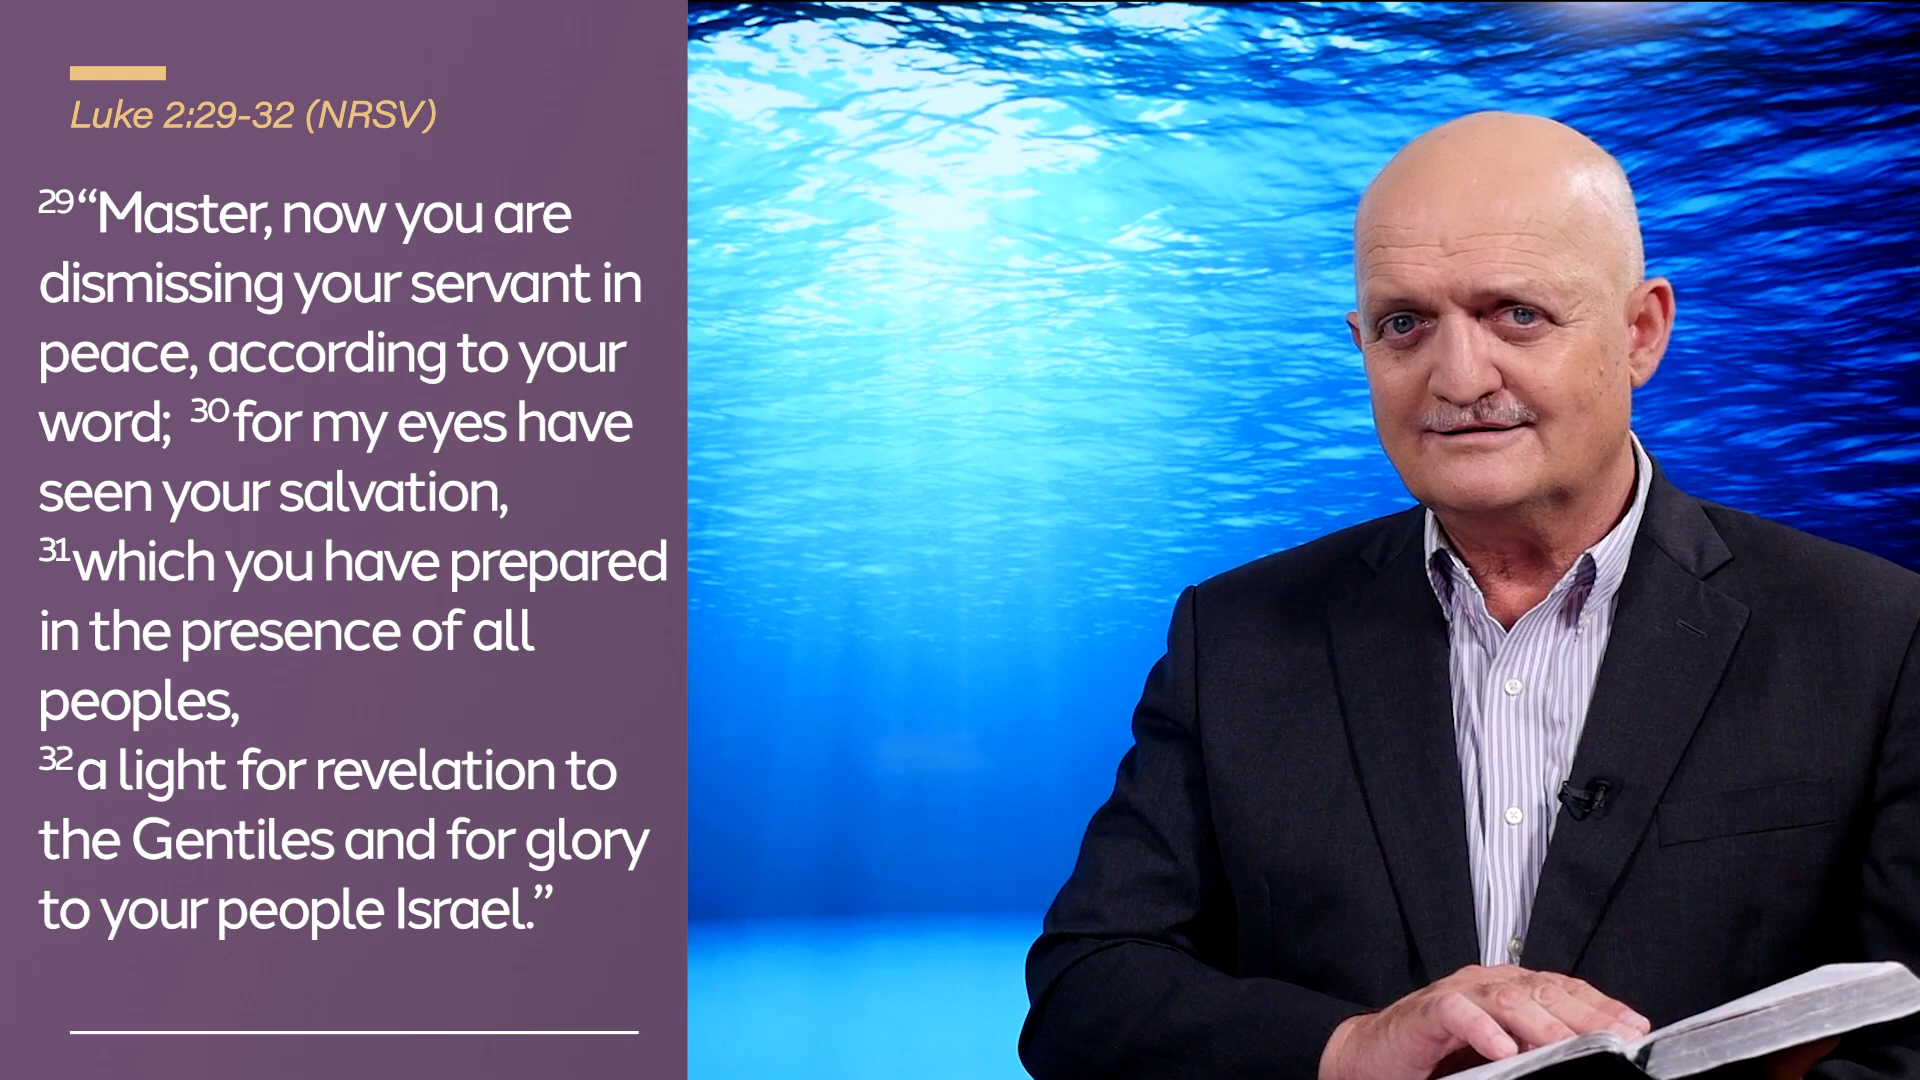 Luke 2:29-32 (NRSV)
29“Master, now you are
dismissing your servant in
peace, according to your
word; 30for my eyes have
seen your salvation,
31which you have prepared
in the presence of all
peoples,
32a light for revelation to
the Gentiles and for glory
to your people Israel.”